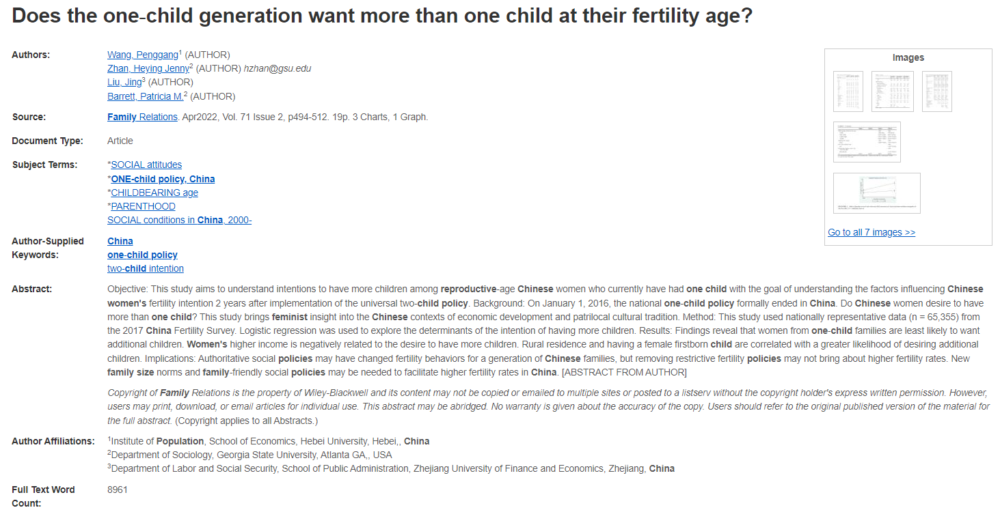 Does the one-child generation want more than one child at their fertility age?
Authors:
Wang, Penggang1 (AUTHOR)
Zhan, Heying Jenny2 (AUTHOR) hzhan@gsu.edu
Liu, Jing3 (AUTHOR)
Barrett, Patricia M.2 (AUTHOR)
Images
Go to all 7 images >>
Source:
Family Relations. Apr2022, Vol. 71 Issue 2, p494-512. 19p. 3 Charts, 1 Graph.
Document Type:
Article
Subject Terms:
*SOCIAL attitudes
*ONE-child policy, China
*CHILDBEARING age
*PARENTHOOD
SOCIAL conditions in China, 2000-
Author-Supplied
Keywords:
China
one-child policy
two-child intention
Abstract:
Objective: This study aims to understand intentions to have more children among reproductive-age Chinese women who currently have had one child with the goal of understanding the factors influencing Chinese
women's fertility intention 2 years after implementation of the universal two-child policy. Background: On January 1, 2016, the national one-child policy formally ended in China. Do Chinese women desire to have
more than one child? This study brings feminist insight into the Chinese contexts of economic development and patrilocal cultural tradition. Method: This study used nationally representative data (n = 65,355) from
the 2017 China Fertility Survey. Logistic regression was used to explore the determinants of the intention of having more children. Results: Findings reveal that women from one-child families are least likely to want
additional children. Women's higher income is negatively related to the desire to have more children. Rural residence and having a female firstborn child are correlated with a greater likelihood of desiring additional
children. Implications: Authoritative social policies may have changed fertility behaviors for a generation of Chinese families, but removing restrictive fertility policies may not bring about higher fertility rates. New
family size norms and family-friendly social policies may be needed to facilitate higher fertility rates in China. [ABSTRACT FROM AUTHOR]
Copyright of Family Relations is the property of Wiley-Blackwell and its content may not be copied or emailed to multiple sites or posted to a listserv without the copyright holder's express written permission. However,
users may print, download, or email articles for individual use. This abstract may be abridged. No warranty is given about the accuracy of the copy. Users should refer to the original published version of the material for
the full abstract. (Copyright applies to all Abstracts.)
Author Affiliations:
1Institute of Population, School of Economics, Hebei University, Hebei,, China
2Department of Sociology, Georgia State University, Atlanta GA,, USA
3Department of Labor and Social Security, School of Public Administration, Zhejiang University of Finance and Economics, Zhejiang, China
Full Text Word
Count:
8961